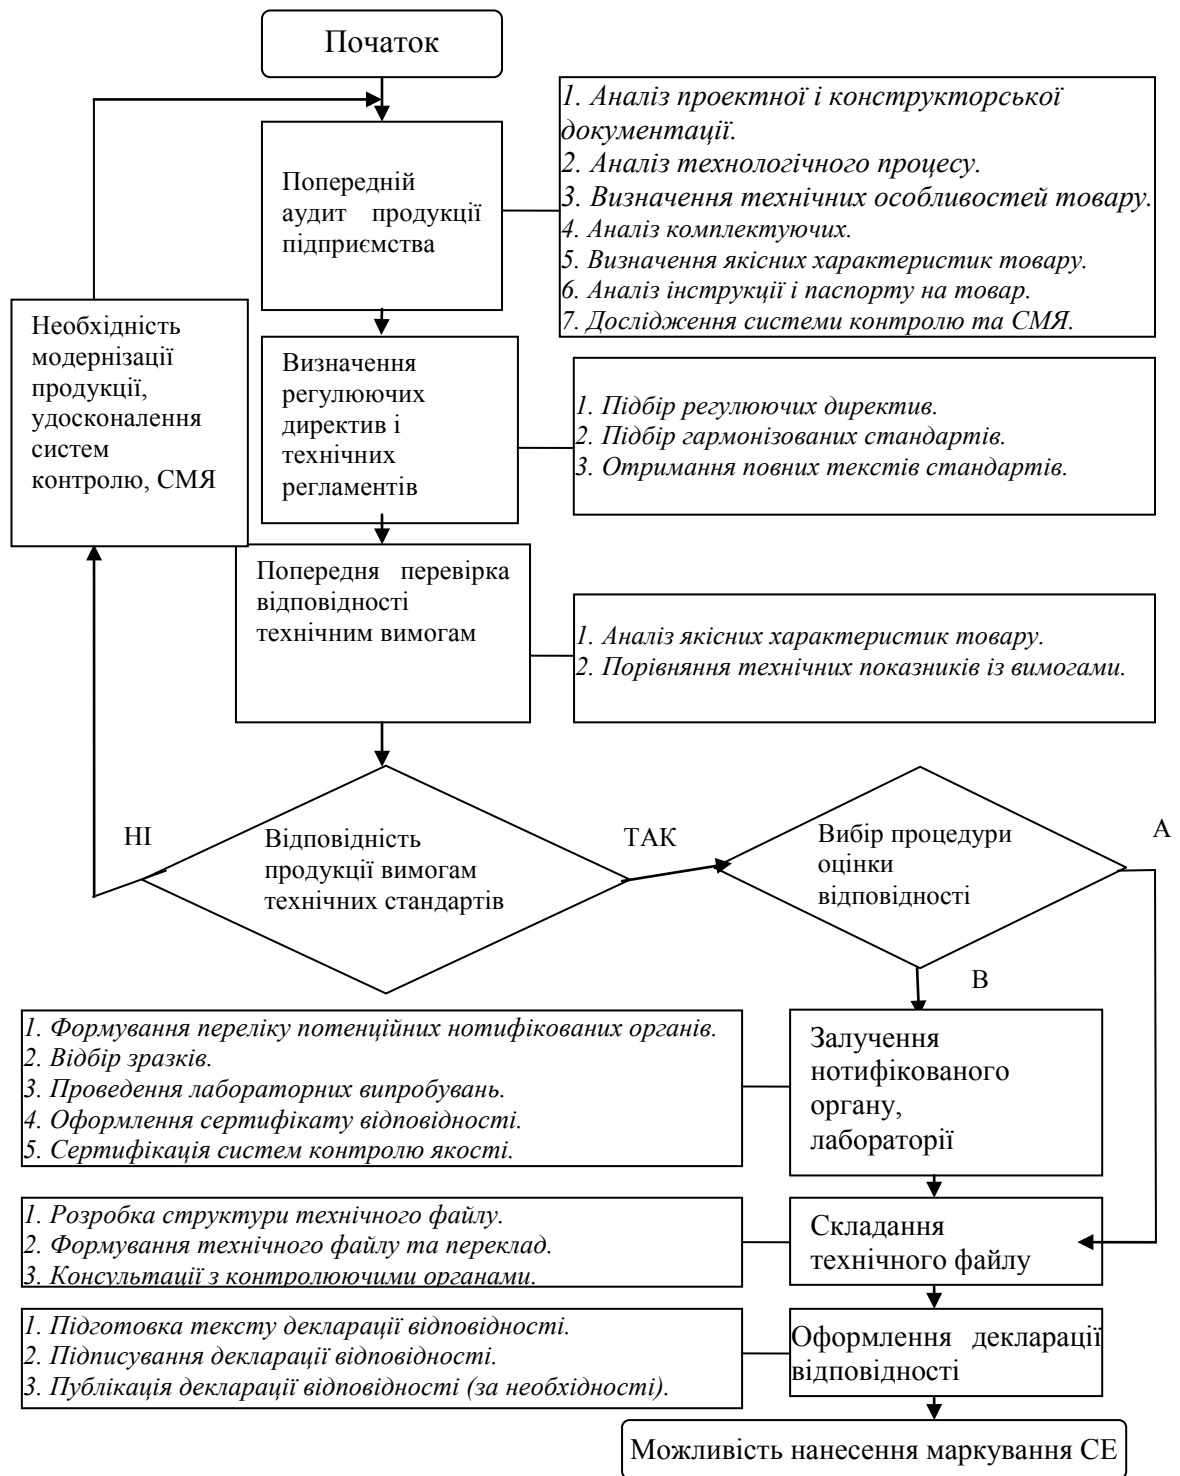 Початок
Попередній
аудит продукції
підприємства
1. Аналіз проектної і конструкторської
документації.
2. Аналіз технологічного процесу.
3. Визначення технічних особливостей товару.
4. Аналіз комплектуючих.
5. Визначення якісних характеристик товару.
6. Аналіз інструкції і паспорту на товар.
7. Дослідження системи контролю та СМЯ.
Необхідність
модернізації
продукції,
удосконалення
систем
контролю, СМЯ
Визначення
регулюючих
директив і
технічних
регламентів
1. Підбір регулюючих директив.
2. Підбір гармонізованих стандартів.
3. Отримання повних текстів стандартів.
Попередня перевірка
відповідності
технічним вимогам
1. Аналіз якісних характеристик товару.
2. Порівняння технічних показників із вимогами.
НІ
Відповідність
продукції вимогам
технічних стандартів
ТАК
Вибір процедури
оцінки
відповідності
А
В
1. Формування переліку потенційних нотифікованих органів.
2. Відбір зразків.
3. Проведення лабораторних випробувань.
4. Оформлення сертифікату відповідності.
5. Сертифікація систем контролю якості.
Залучення
нотифікованого
органу,
лабораторії
1. Розробка структури технічного файлу.
2. Формування технічного файлу та переклад.
3. Консультації з контролюючими органами.
Складання
технічного файлу
1. Підготовка тексту декларації відповідності.
2. Підписування декларації відповідності.
3. Публікація декларації відповідності (за необхідності).
Оформлення декларації
відповідності
Можливість нанесення маркування СЕ